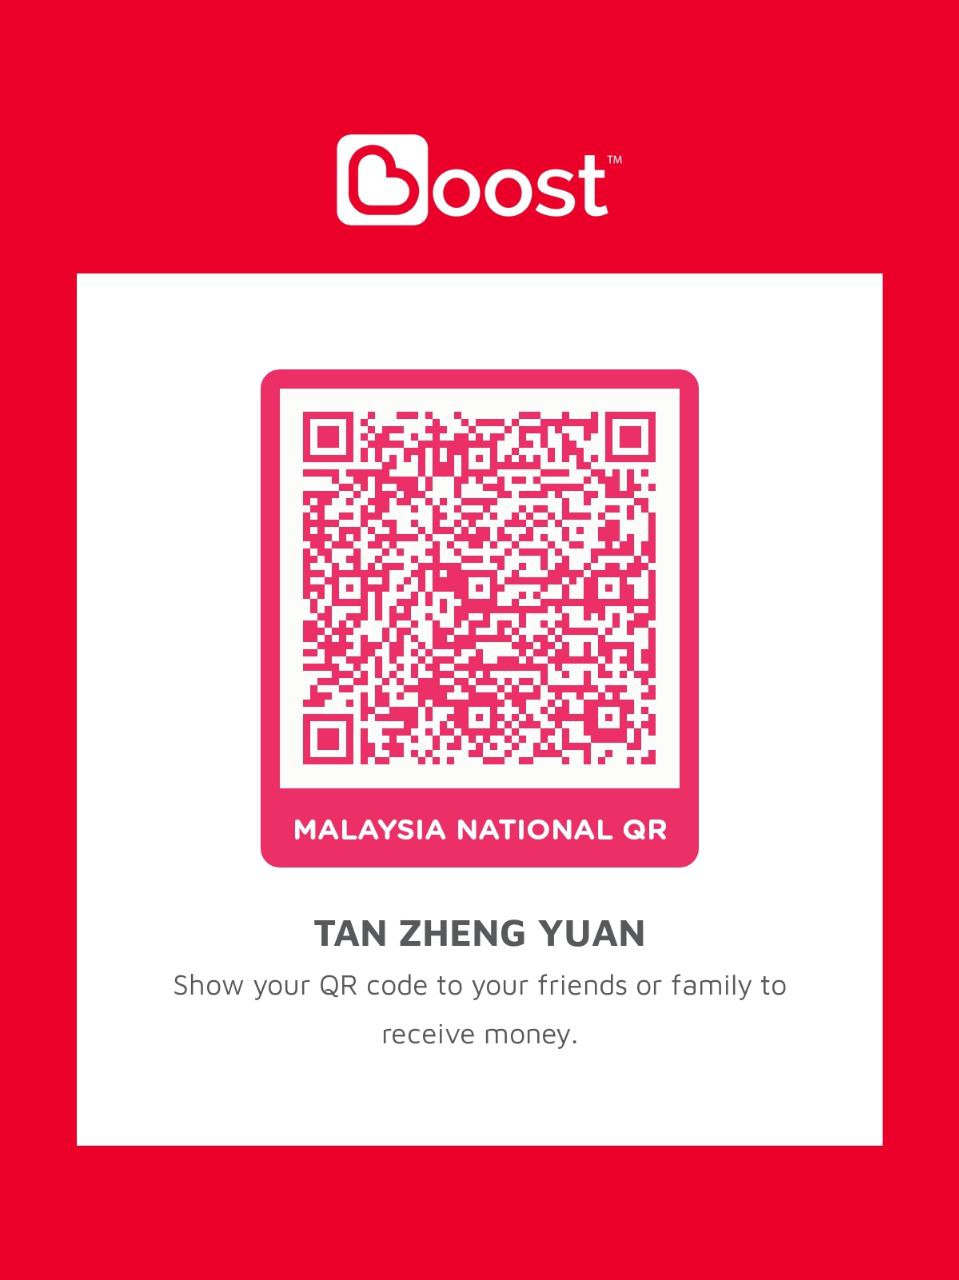 Boost™
MALAYSIA NATIONAL QR
TAN ZHENG YUAN
Show your QR code to your friends or family to
receive money.